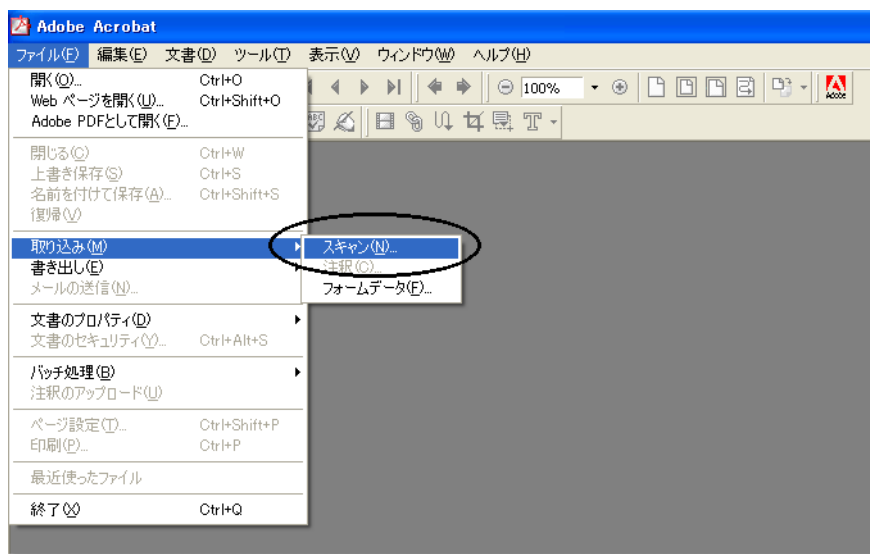 Adobe Acrobat
ファイル(F) 編集(E) 文書(D) ツール(T) 表示(V) ウィンドウ(W) ヘルプ(H)
開く(O)... Ctrl+O
100%
Adobe
Web ページを開く(U)... Ctrl+Shift+O
Adobe PDFとして開く(F)...
閉じる(C) Ctrl+W
上書き保存(S) Ctrl+S
名前を付けて保存(A)... Ctrl+Shift+S
復帰(V)
取り込み(M) スキャン(N)...
書き出し(E) 注釈(C)...
メールの送信(N)... フォームデータ(F)...
文書のプロパティ(D)
文書のセキュリティ(Y)... Ctrl+Alt+S
バッチ処理(B)
注釈のアップロード(U)
ページ設定(T)... Ctrl+Shift+P
印刷(P)... Ctrl+P
最近使ったファイル
終了(X) Ctrl+Q